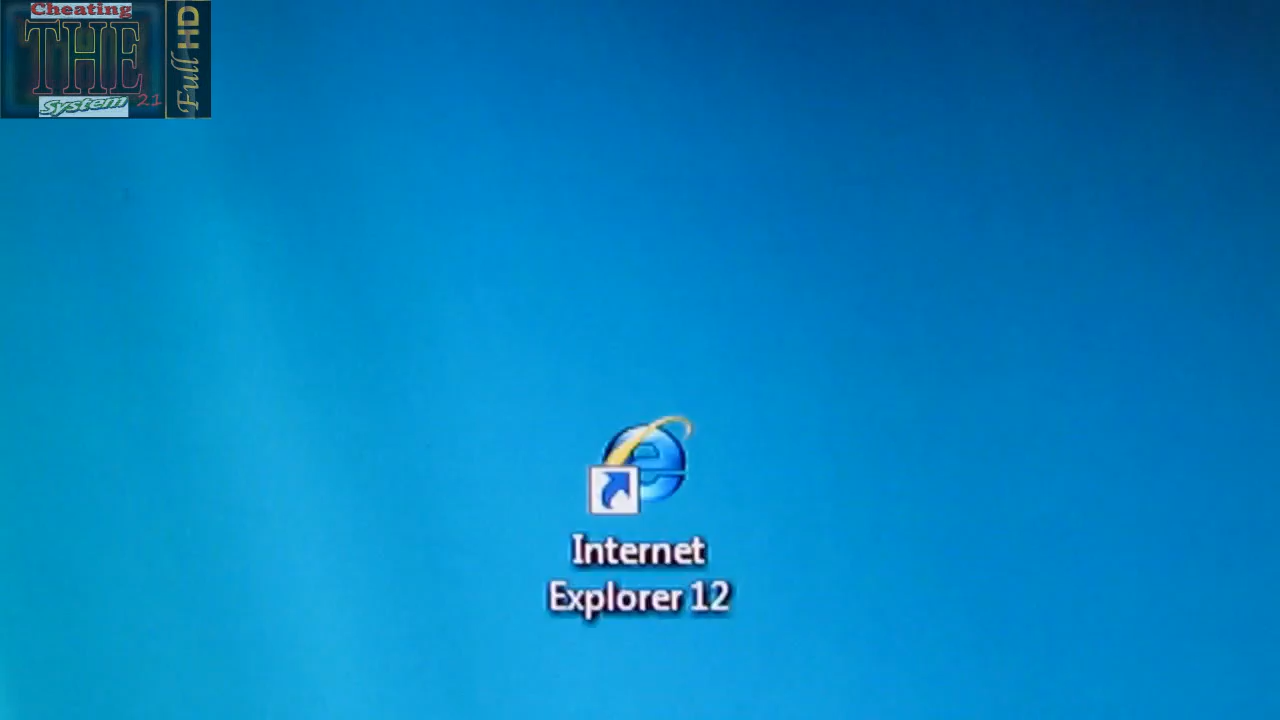 Cheating
THE
System 21
Full HD
Internet
Explorer 12